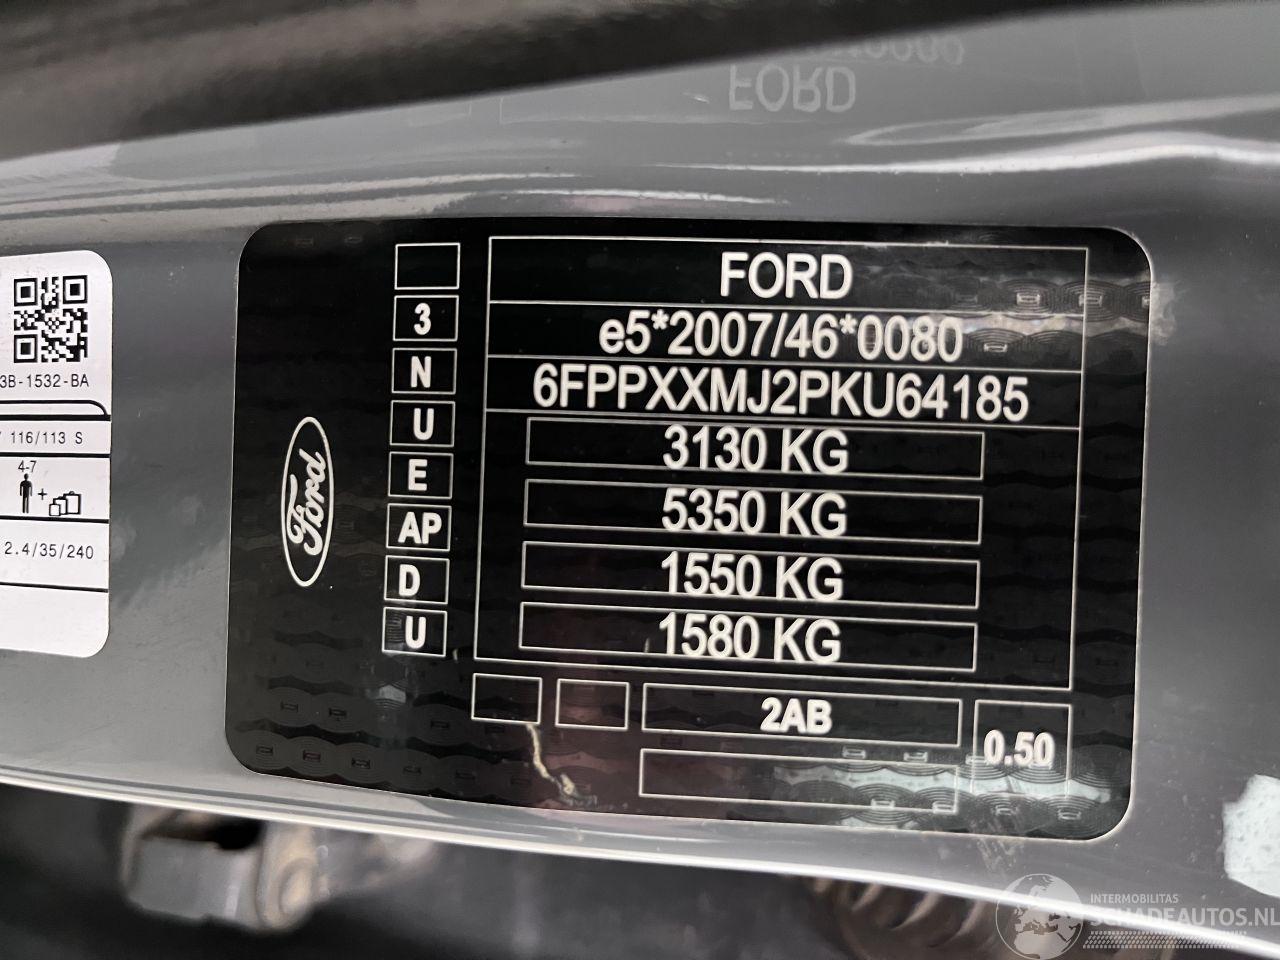 FORD
3B-1532-BA
116/113 S
4-7
+
2.4/35/240
Ford
3
N
U
E
AP
D
U
FORD
e5*2007/46*0080
6FPPXXMJ2PKU64185
3130 KG
5350 KG
1550 KG
1580 KG
2AB
0.50
INTERMOBILITAS
SCHADEAUTOS.NL